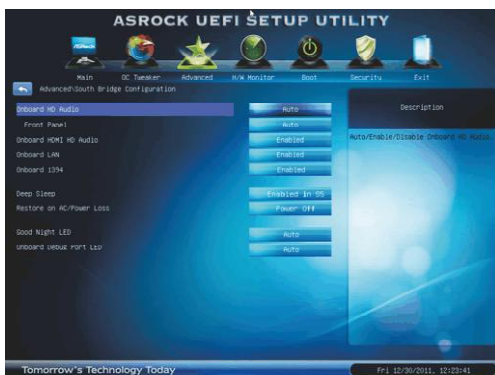 ASROCK UEFI SETUP UTILITY
Main OC Tweaker Advanced H/W Monitor Boot Security Exit
Advanced\South Bridge Configuration
Onboard HD Audio Auto
Front Panel Auto
Onboard HDMI HD Audio Enabled
Onboard LAN Enabled
Onboard 1394 Enabled
Deep Sleep Enabled in S5
Restore on AC/Power Loss Power Off
Good Night LED Auto
Onboard Debug Port LED Auto
Description
Auto/Enable/Disable Onboard HD Audio.
Tomorrow's Technology Today
Fri 12/30/2011, 12:23:41